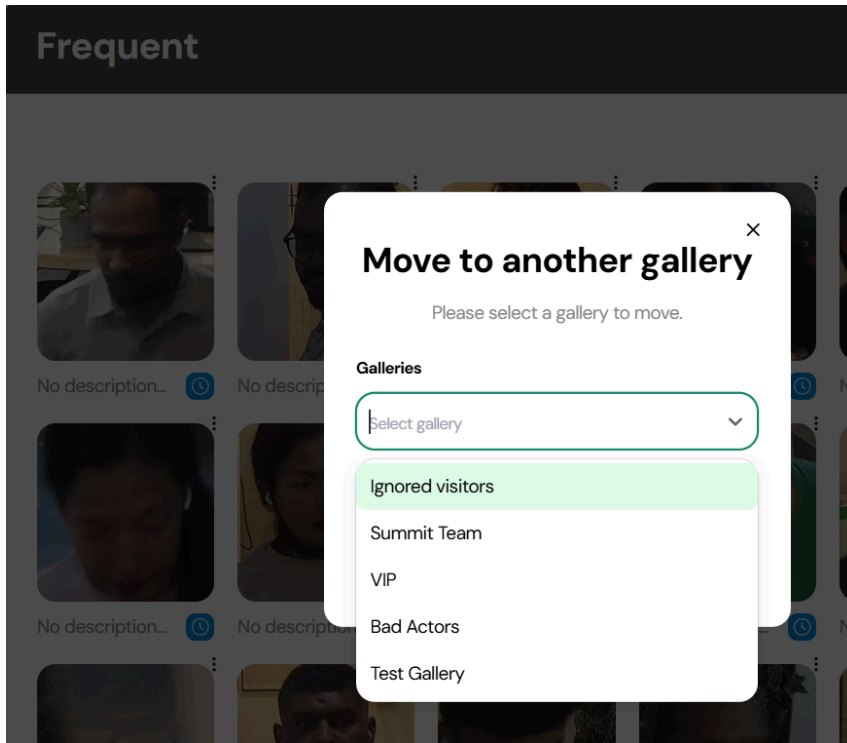 Frequent
Move to another gallery
Please select a gallery to move.
Galleries
No description...
No descrip
Select gallery
Ignored visitors
Summit Team
VIP
Bad Actors
Test Gallery
No description...
No description